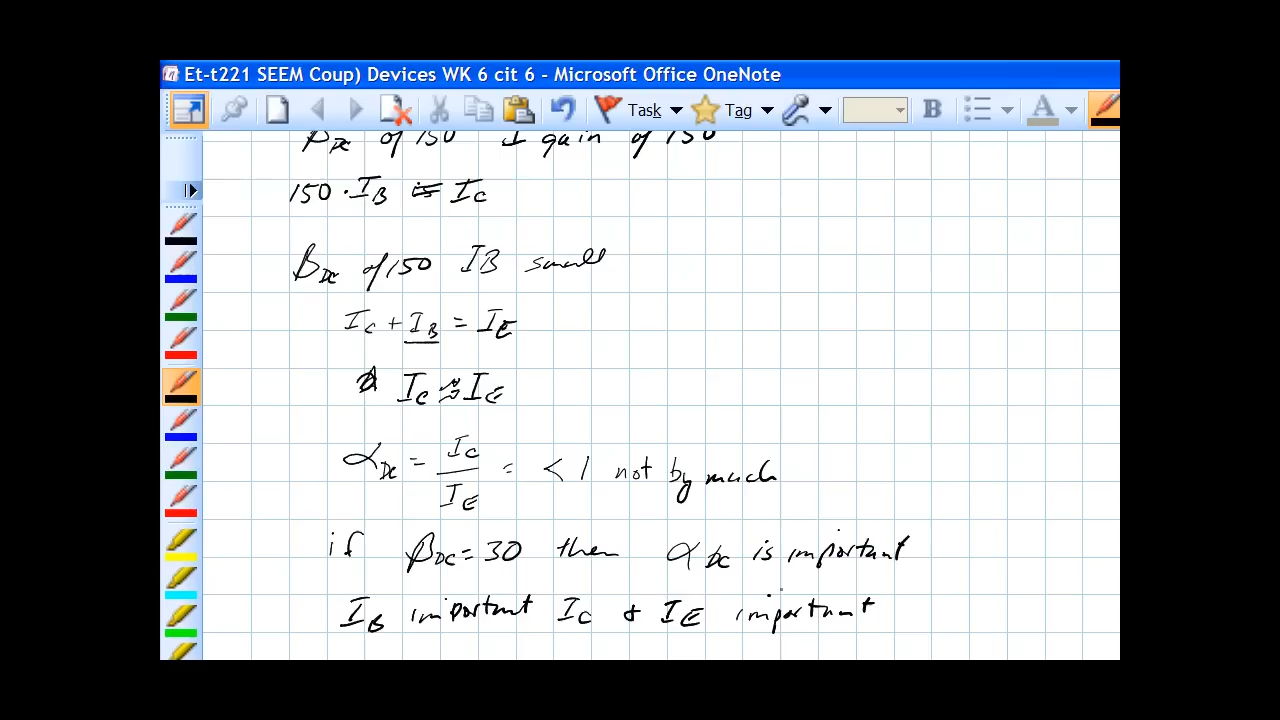 Et-t221 SEEM Coup) Devices WK 6 cit 6 - Microsoft Office OneNote
Task Tag B A
βDC of 150 I gain of 150
150 · IB = IC
βDC of 150 IB small
IC + IB = IE
IC ≈ IE
αDC = IC / IE = < 1 not by much
if βDC = 30 then αDC is important
IB important IC & IE important